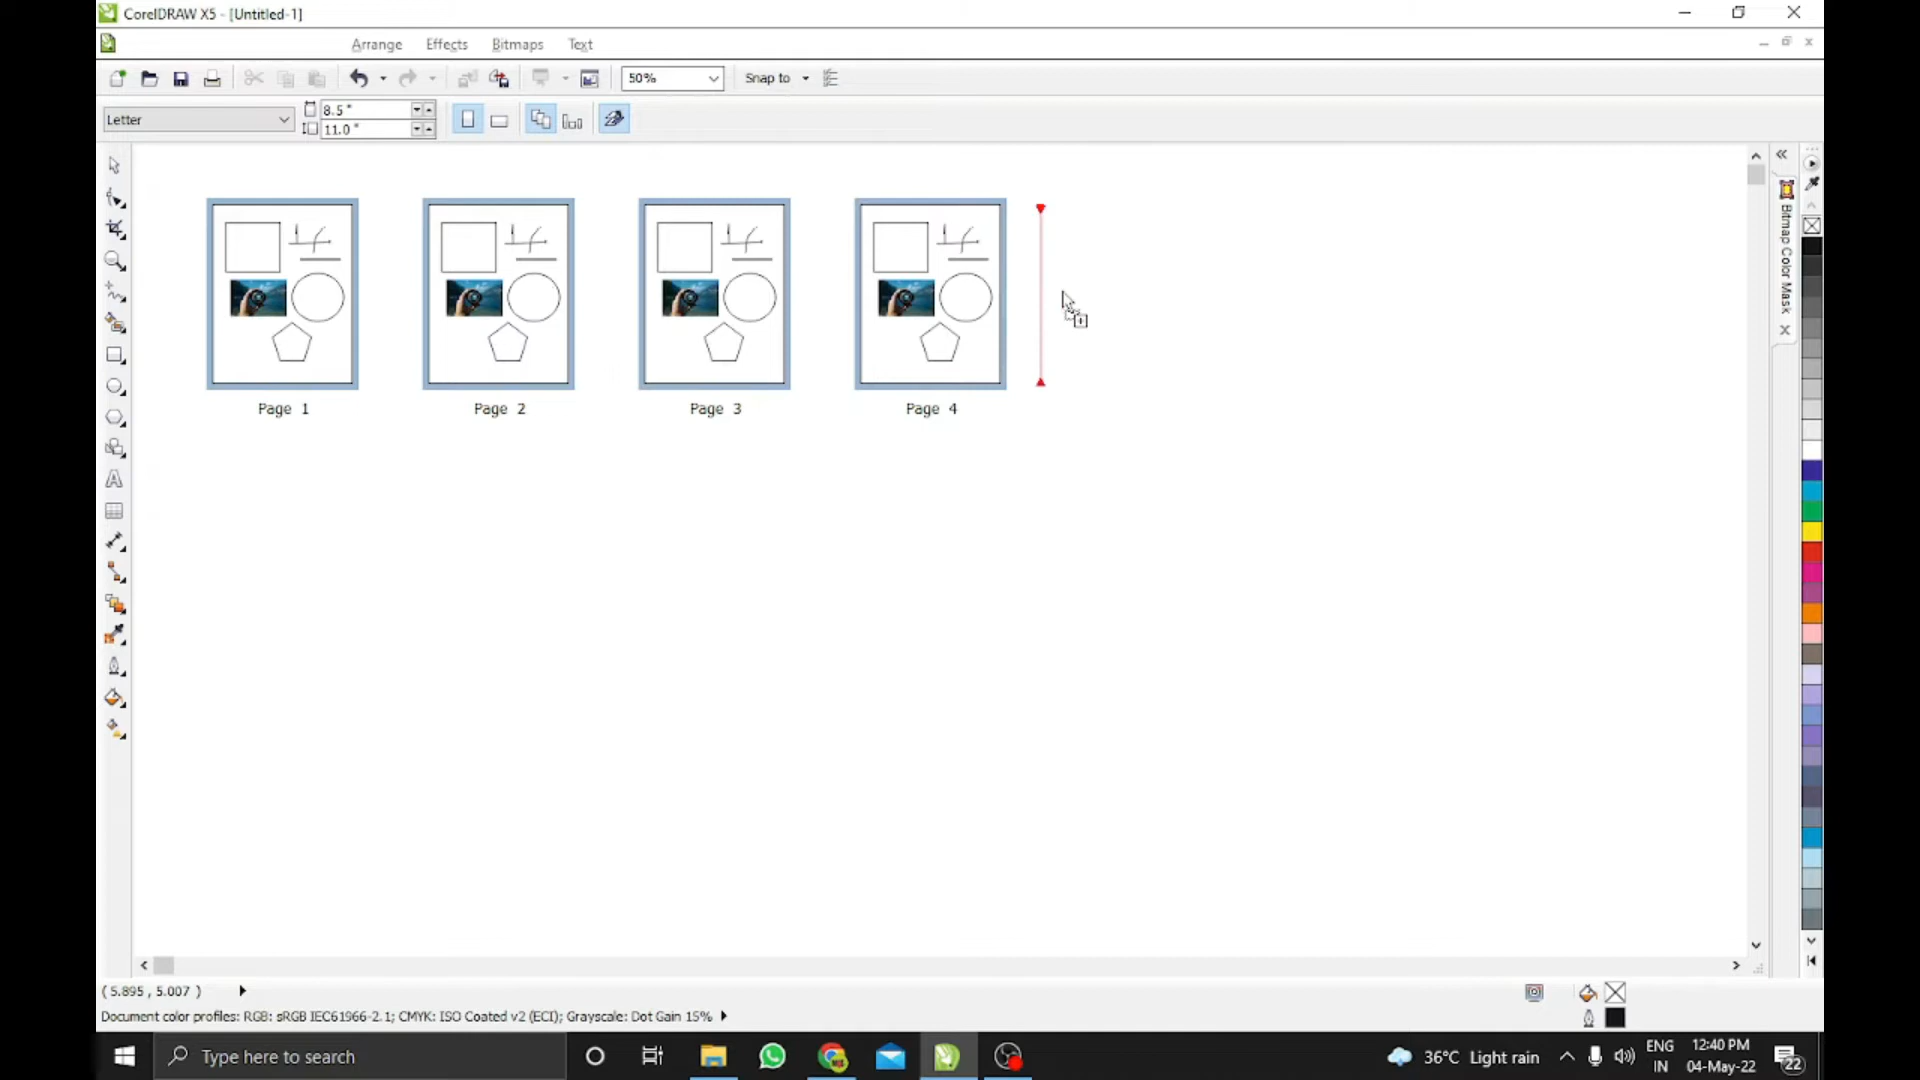 CorelDRAW X5 - [Untitled-1]
Arrange Effects Bitmaps Text
50% Snap to
Letter 8.5 "
11.0 "
Bitmap Color Mask
Page 1 Page 2 Page 3 Page 4
( 5.895 , 5.007 )
Document color profiles: RGB: sRGB IEC61966-2.1; CMYK: ISO Coated v2 (ECI); Grayscale: Dot Gain 15%
Type here to search
36°C Light rain
ENG
IN
12:40 PM
04-May-22
22